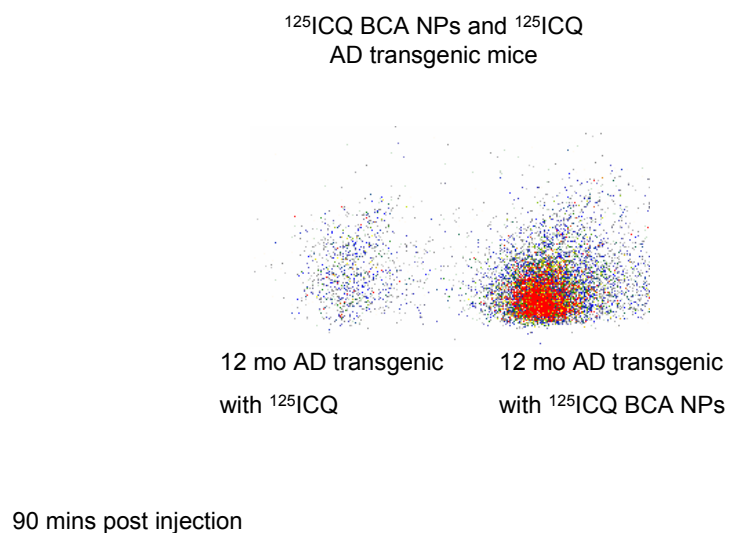 ¹²⁵ICQ BCA NPs and ¹²⁵ICQ
AD transgenic mice
12 mo AD transgenic
with ¹²⁵ICQ
12 mo AD transgenic
with ¹²⁵ICQ BCA NPs
90 mins post injection